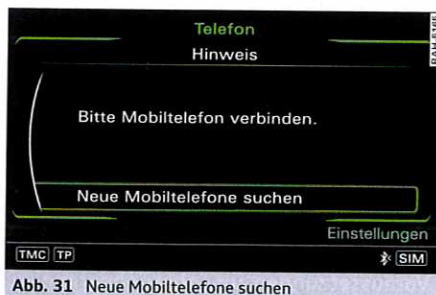 Telefon
Hinweis
Bitte Mobiltelefon verbinden.
Neue Mobiltelefone suchen
Einstellungen
TMC TP SIM
Abb. 31 Neue Mobiltelefone suchen